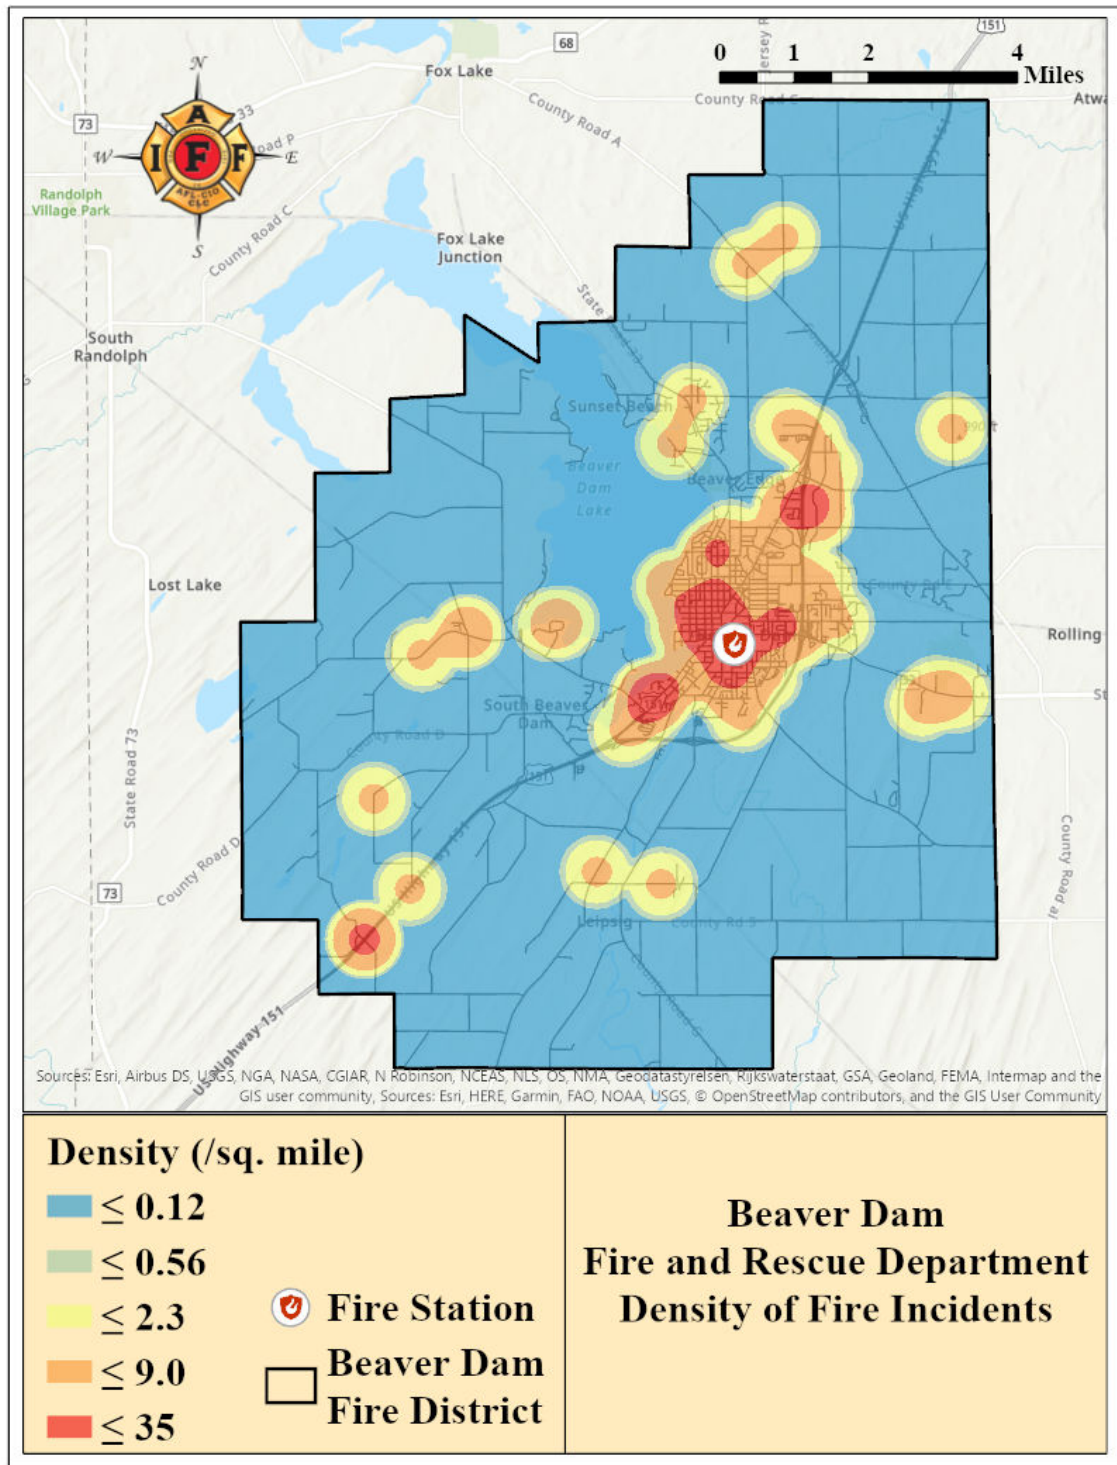 151
68
0 1 2 4
Miles
Fox Lake
County Road A
73
33
N
A
I F F
AFL-CIO
CLC
W E
S
Randolph
Village Park
County Road C
Fox Lake
Junction
South
Randolph
Sunset Beach
Beaver
Dam
Lake
Lost Lake
County Rd E
Rolling
South Beaver
Dam
County Road D
151
State Road 73
County Road D
73
County Road al
Leipsig
County Rd S
County Road G
US Highway 151
Sources: Esri, Airbus DS, USGS, NGA, NASA, CGIAR, N Robinson, NCEAS, NLS, OS, NMA, Geodatastyrelsen, Rijkswaterstaat, GSA, Geoland, FEMA, Intermap and the
GIS user community, Sources: Esri, HERE, Garmin, FAO, NOAA, USGS, © OpenStreetMap contributors, and the GIS User Community
Density (/sq. mile)
≤ 0.12
≤ 0.56
≤ 2.3
≤ 9.0
≤ 35
Fire Station
Beaver Dam
Fire District
Beaver Dam
Fire and Rescue Department
Density of Fire Incidents